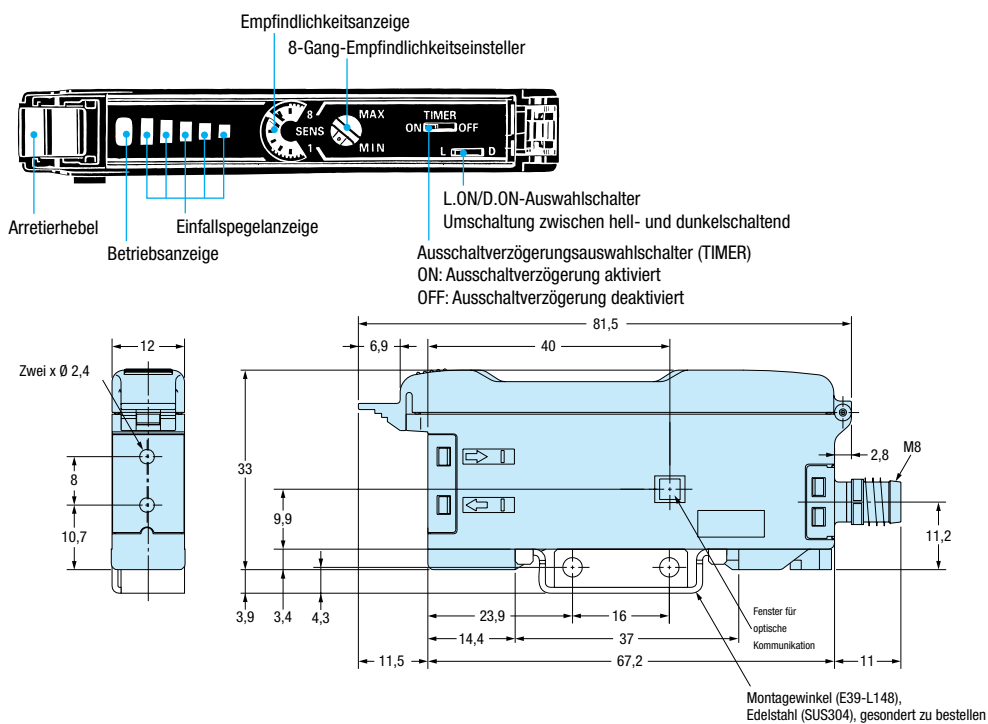 Empfindlichkeitsanzeige
8-Gang-Empfindlichkeitseinsteller
8
MAX
TIMER
SENS
ON
OFF
1
MIN
L
D
L.ON/D.ON-Auswahlschalter
Umschaltung zwischen hell- und dunkelschaltend
Arretierhebel
Einfallspegelanzeige
Betriebsanzeige
Ausschaltverzögerungsauswahlschalter (TIMER)
ON: Ausschaltverzögerung aktiviert
OFF: Ausschaltverzögerung deaktiviert
81,5
12
6,9
40
Zwei x Ø 2,4
33
2,8
M8
8
9,9
10,7
11,2
3,9
3,4
4,3
23,9
16
Fenster für
optische
Kommunikation
14,4
37
11,5
67,2
11
Montagewinkel (E39-L148),
Edelstahl (SUS304), gesondert zu bestellen